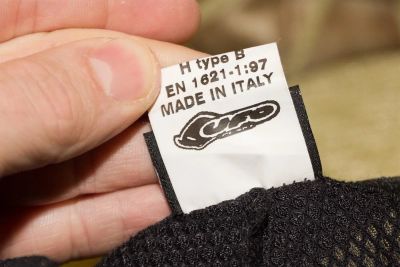 H type B
EN 1621-1:97
MADE IN ITALY
UFO